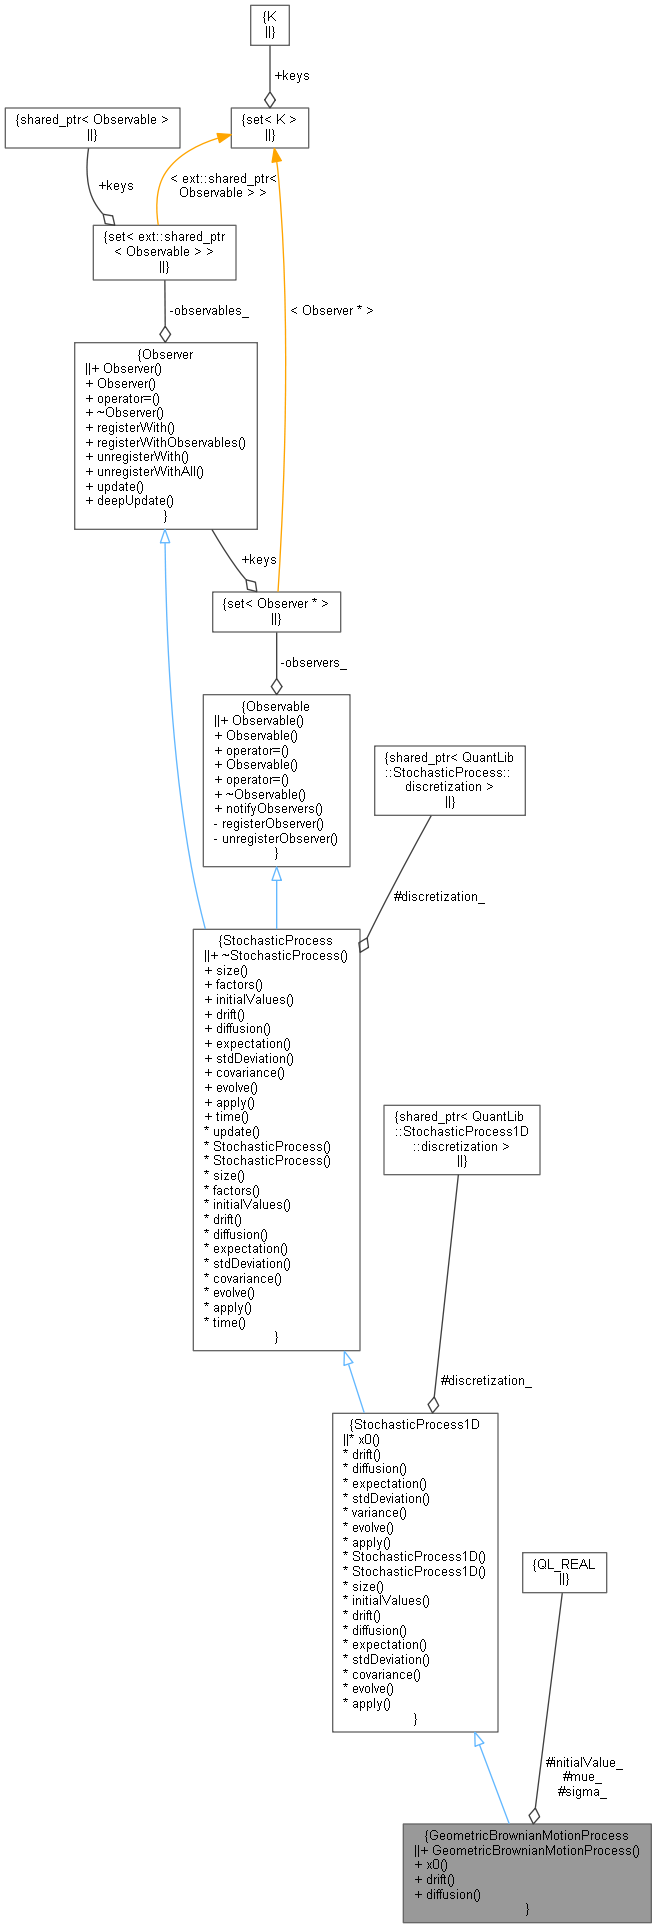 {K
||}
+keys
{shared_ptr< Observable >
||}
{set< K >
||}
+keys
< ext::shared_ptr<
Observable > >
{set< ext::shared_ptr
< Observable > >
||}
-observables_
< Observer * >
{Observer
||+ Observer()
+ Observer()
+ operator=()
+ ~Observer()
+ registerWith()
+ registerWithObservables()
+ unregisterWith()
+ unregisterWithAll()
+ update()
+ deepUpdate()
}
+keys
{set< Observer * >
||}
-observers_
{Observable
||+ Observable()
+ Observable()
+ operator=()
+ Observable()
+ operator=()
+ ~Observable()
+ notifyObservers()
- registerObserver()
- unregisterObserver()
}
{shared_ptr< QuantLib
::StochasticProcess::
discretization >
||}
#discretization_
{StochasticProcess
||+ ~StochasticProcess()
+ size()
+ factors()
+ initialValues()
+ drift()
+ diffusion()
+ expectation()
+ stdDeviation()
+ covariance()
+ evolve()
+ apply()
+ time()
* update()
* StochasticProcess()
* StochasticProcess()
* size()
* factors()
* initialValues()
* drift()
* diffusion()
* expectation()
* stdDeviation()
* covariance()
* evolve()
* apply()
* time()
}
{shared_ptr< QuantLib
::StochasticProcess1D
::discretization >
||}
#discretization_
{StochasticProcess1D
||* x0()
* drift()
* diffusion()
* expectation()
* stdDeviation()
* variance()
* evolve()
* apply()
* StochasticProcess1D()
* StochasticProcess1D()
* size()
* initialValues()
* drift()
* diffusion()
* expectation()
* stdDeviation()
* covariance()
* evolve()
* apply()
}
{QL_REAL
||}
#initialValue_
#mue_
#sigma_
{GeometricBrownianMotionProcess
||+ GeometricBrownianMotionProcess()
+ x0()
+ drift()
+ diffusion()
}